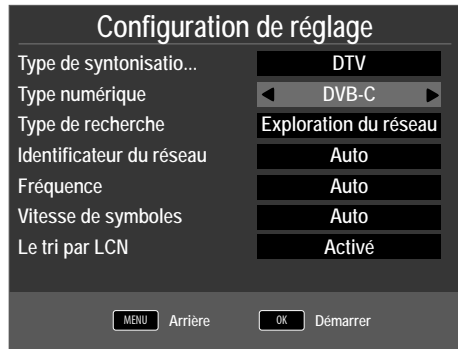 Configuration de réglage
Type de syntonisatio... DTV
Type numérique DVB-C
Type de recherche Exploration du réseau
Identificateur du réseau Auto
Fréquence Auto
Vitesse de symboles Auto
Le tri par LCN Activé
MENU Arrière OK Démarrer